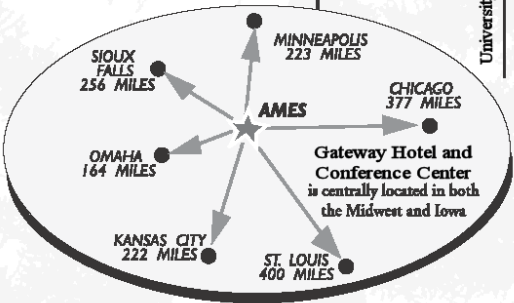 Universit
MINNEAPOLIS
223 MILES
SIOUX
FALLS
256 MILES
CHICAGO
377 MILES
AMES
OMAHA
164 MILES
Gateway Hotel and
Conference Center
is centrally located in both
the Midwest and Iowa
KANSAS CITY
222 MILES
ST. LOUIS
400 MILES